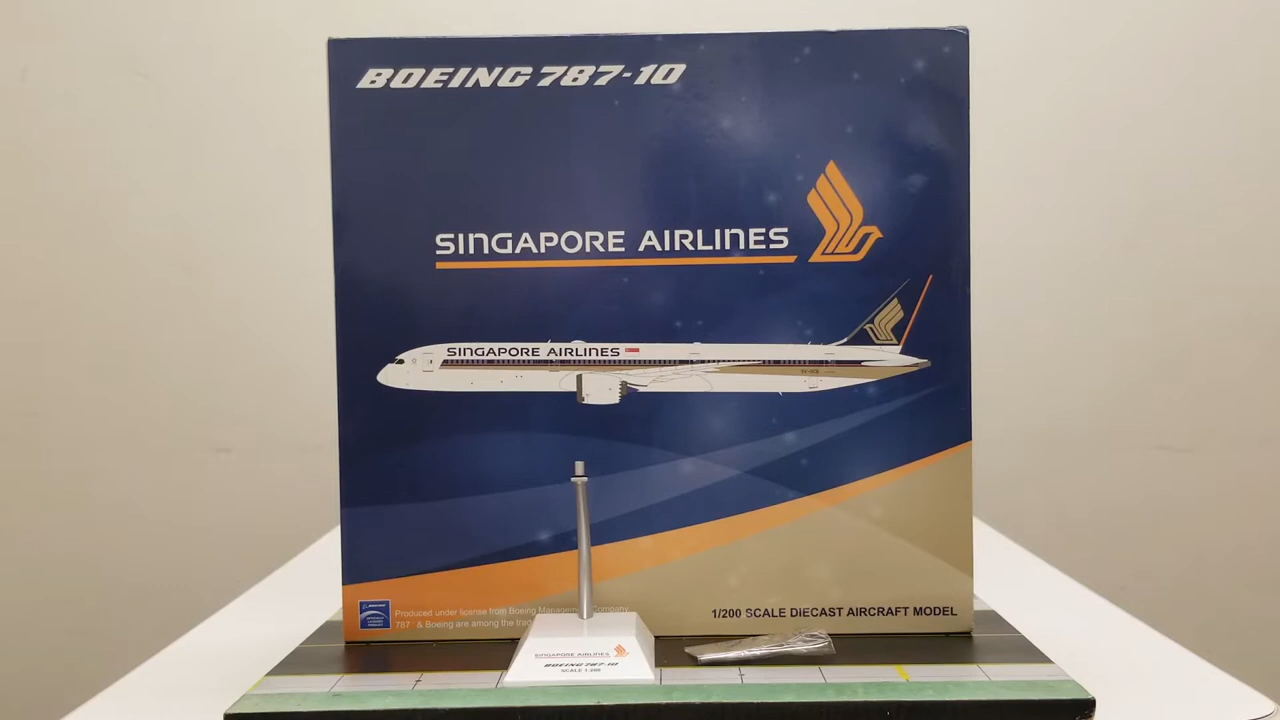 BOEING 787-10
SINGAPORE AIRLINES
SINGAPORE AIRLINES
Produced under license from Boeing Management Company
787 & Boeing are among the
1/200 SCALE DIECAST AIRCRAFT MODEL
BOEING
SINGAPORE AIRLINES
BOEING 787-10
SCALE 1:200